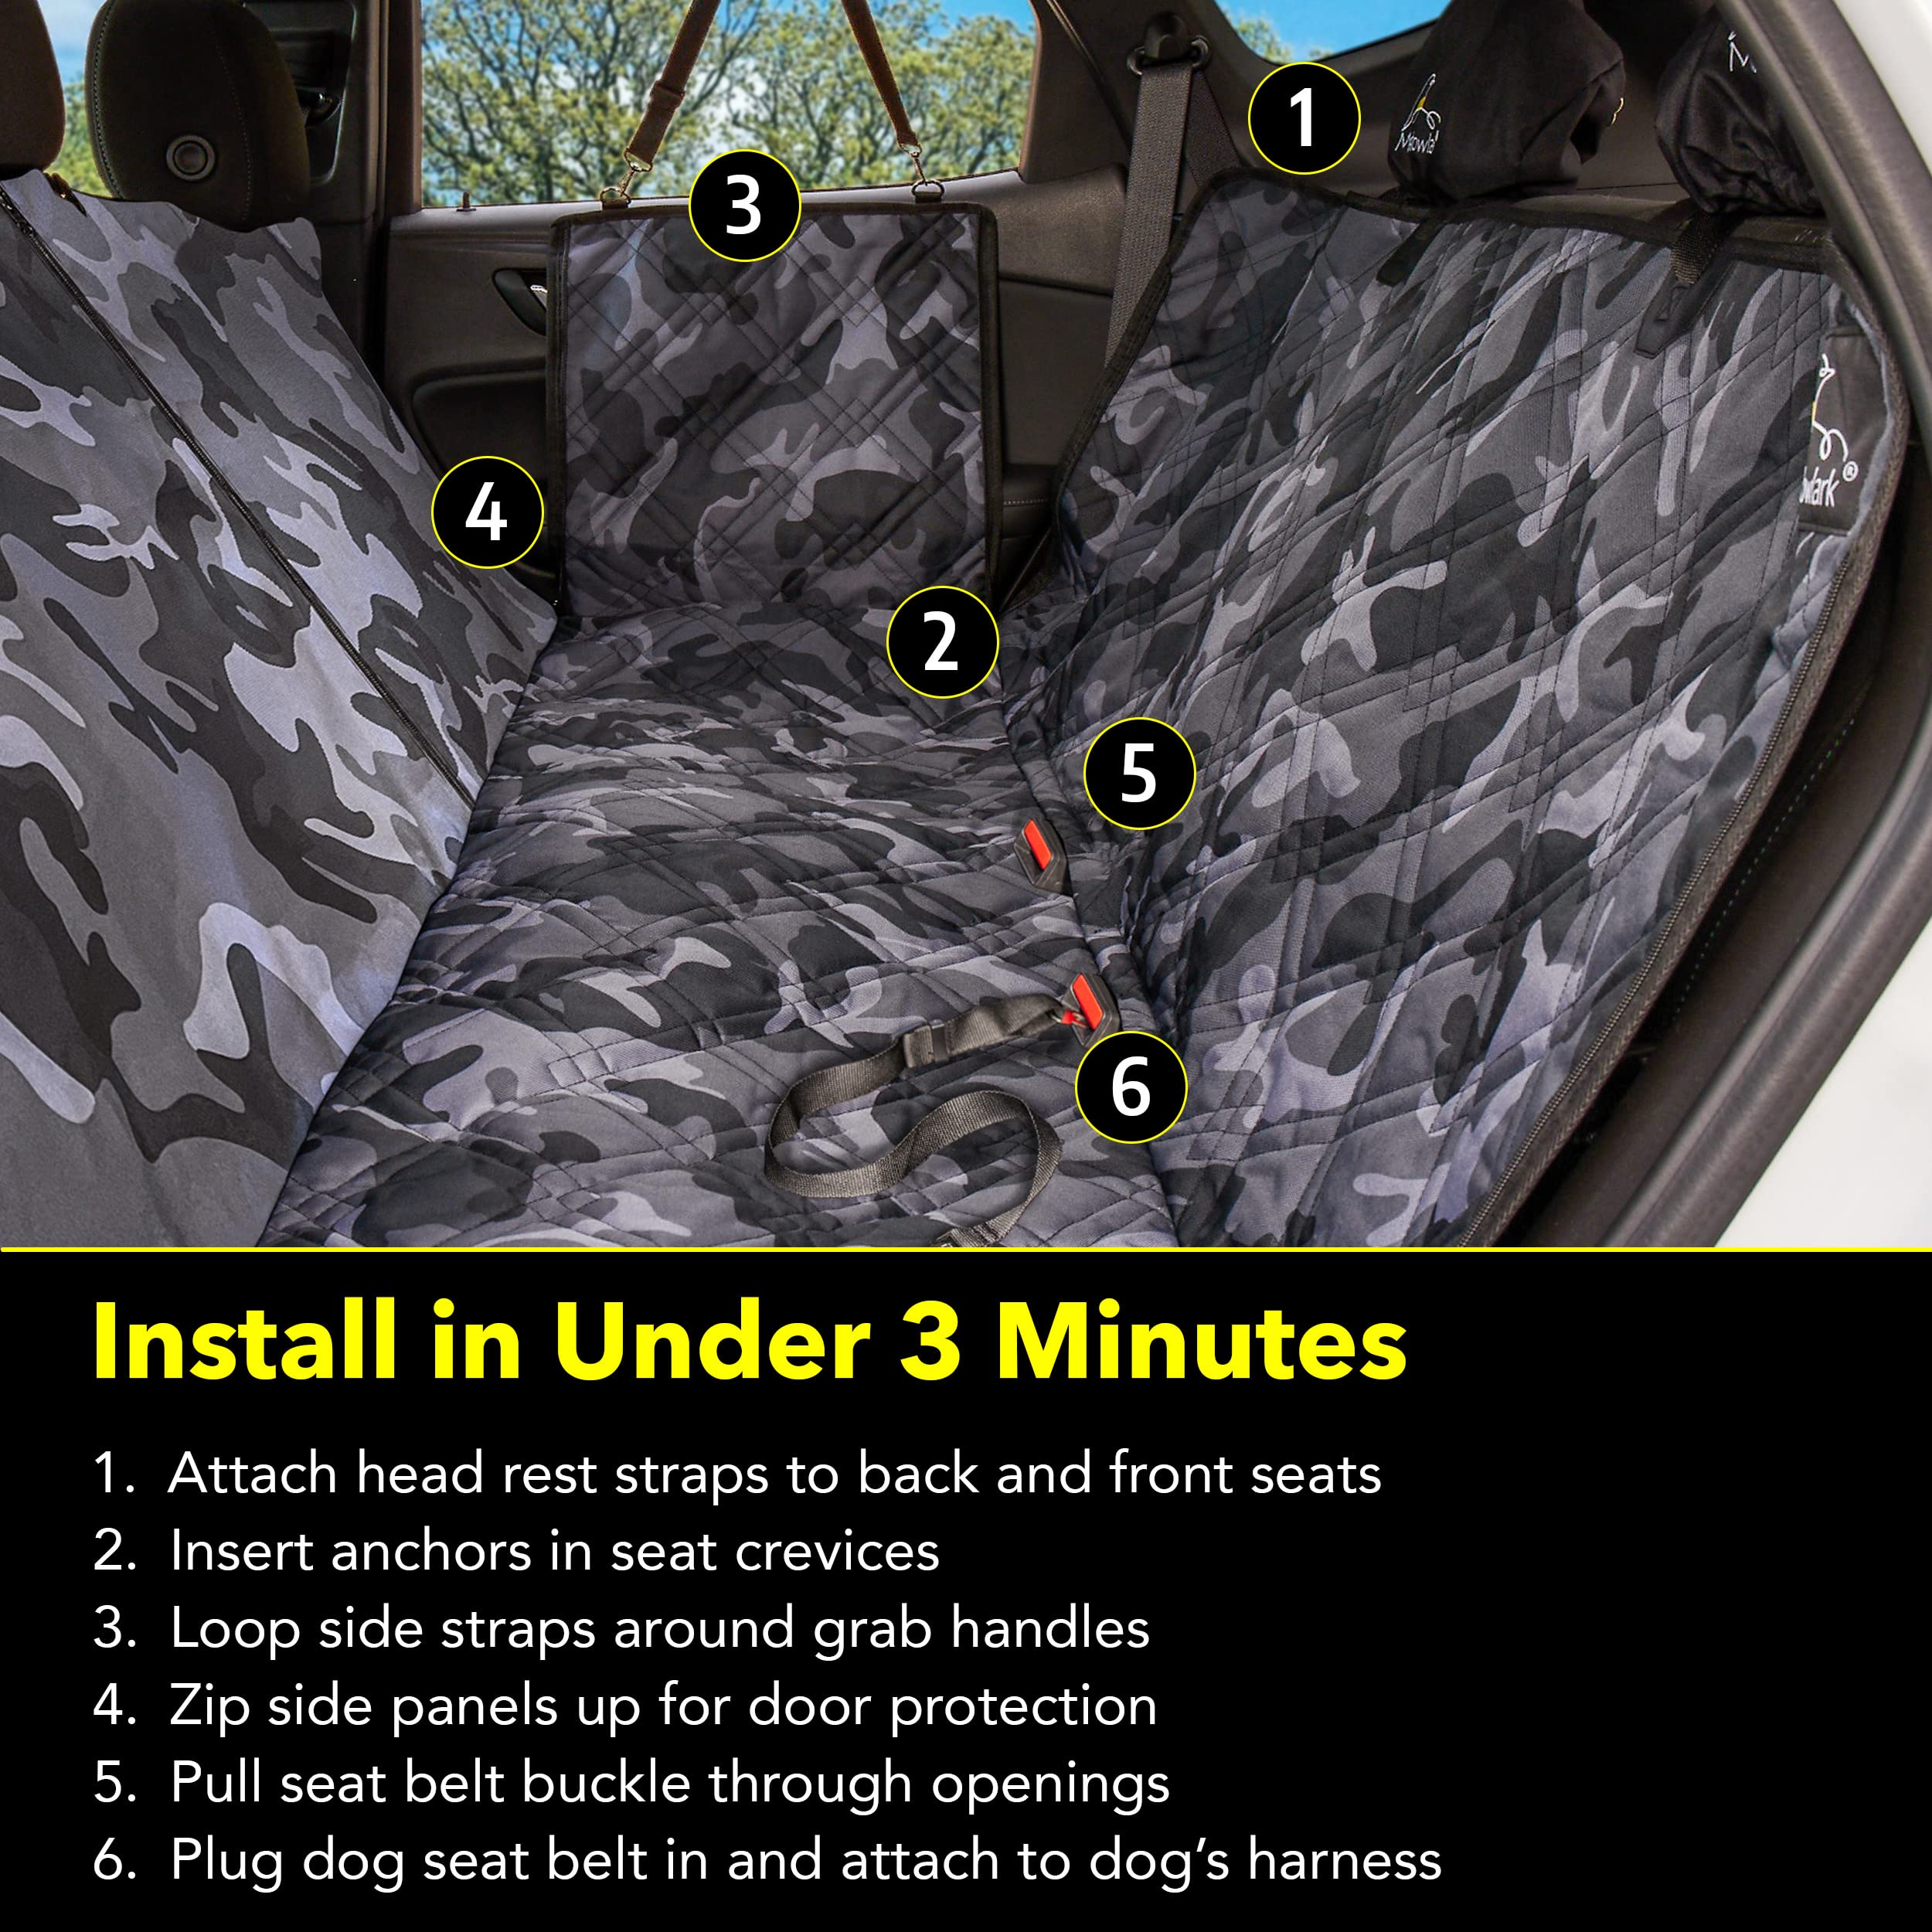 1
3
4
2
5
6
Install in Under 3 Minutes
1. Attach head rest straps to back and front seats
2. Insert anchors in seat crevices
3. Loop side straps around grab handles
4. Zip side panels up for door protection
5. Pull seat belt buckle through openings
6. Plug dog seat belt in and attach to dog’s harness